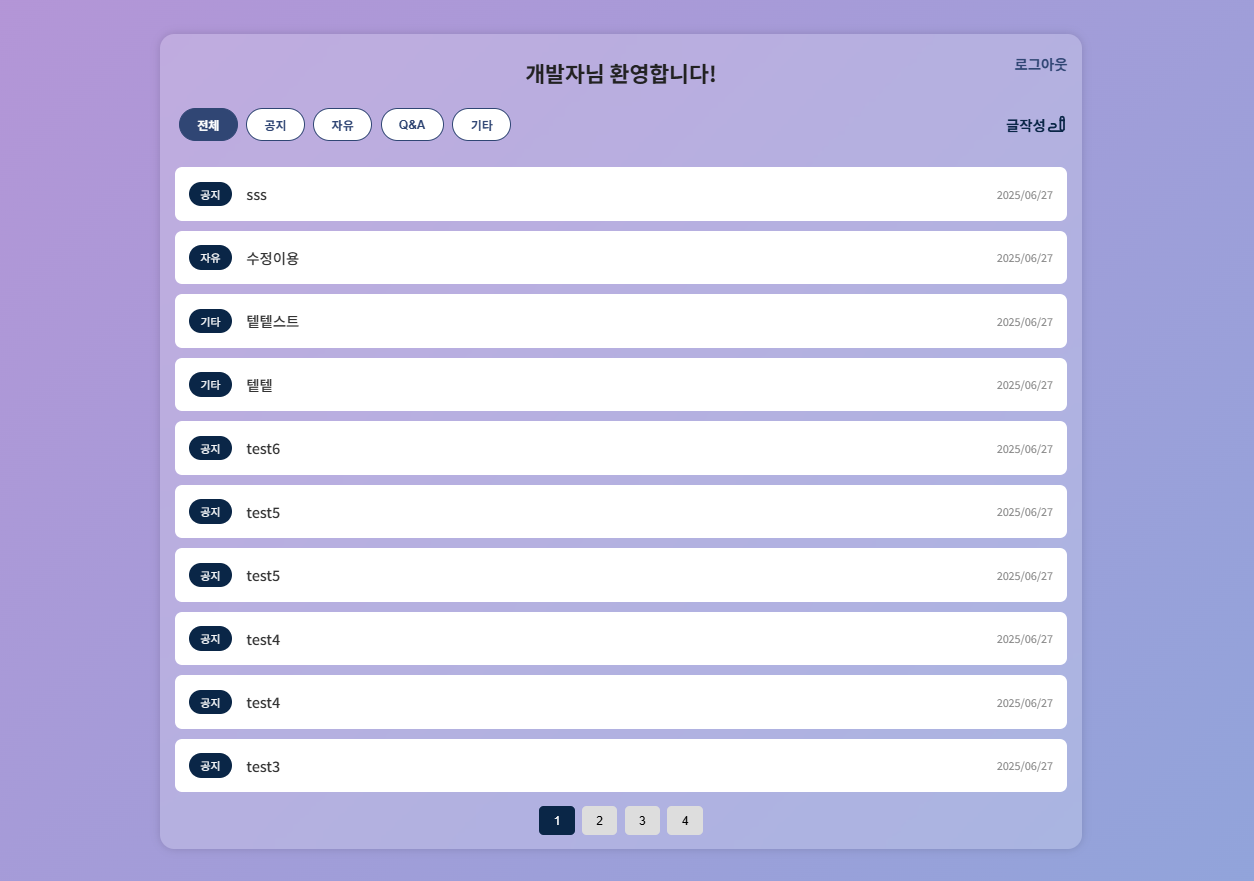 개발자님 환영합니다!
로그아웃
전체 공지 자유 Q&A 기타
글작성
공지 sss 2025/06/27
자유 수정이용 2025/06/27
기타 텥텥스트 2025/06/27
기타 텥텥 2025/06/27
공지 test6 2025/06/27
공지 test5 2025/06/27
공지 test5 2025/06/27
공지 test4 2025/06/27
공지 test4 2025/06/27
공지 test3 2025/06/27
1 2 3 4